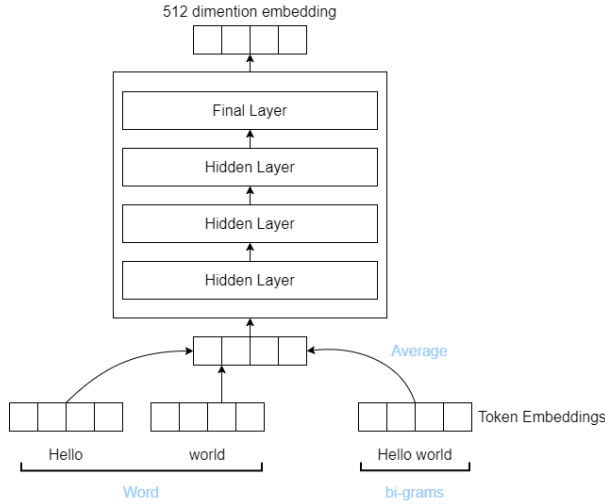 512 dimention embedding
Final Layer
Hidden Layer
Hidden Layer
Hidden Layer
Average
Token Embeddings
Hello
world
Hello world
Word
bi-grams